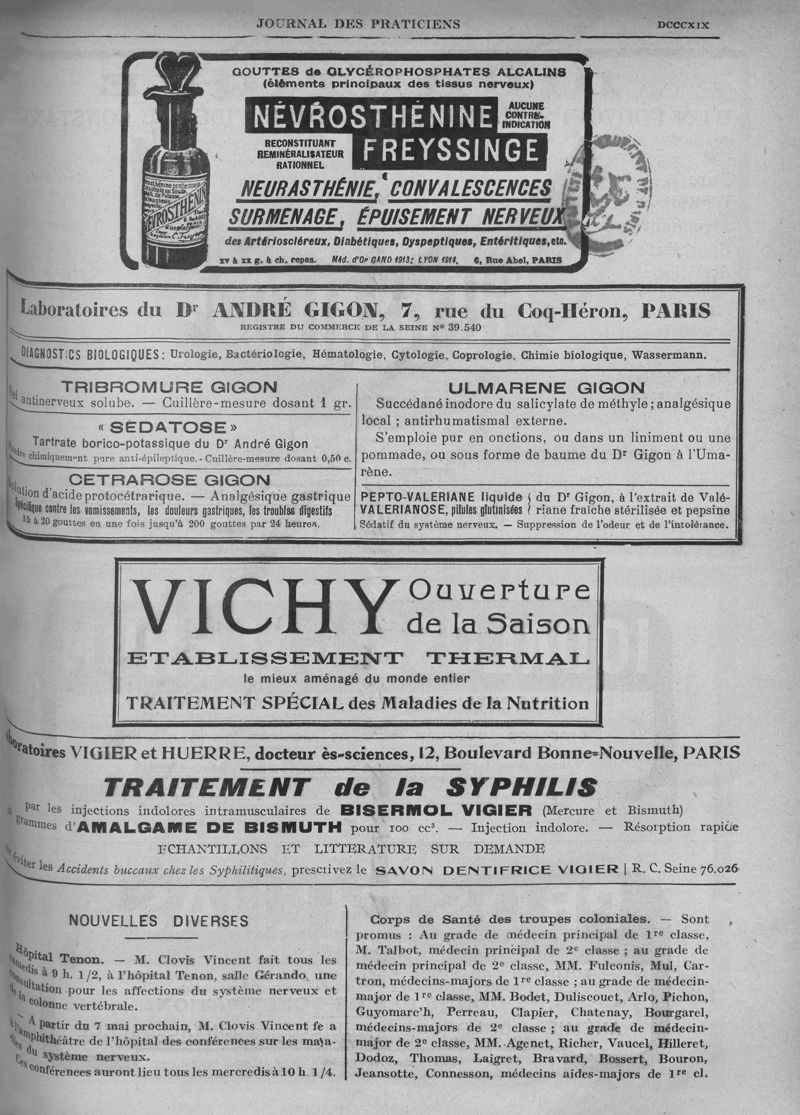 JOURNAL DES PRATICIENS
DCCCXIX
GOUTTES de GLYCÉROPHOSPHATES ALCALINS
(éléments principaux des tissus nerveux)
NÉVROSTHÉNINE
AUCUNE
CONTRE-
INDICATION
RECONSTITUANT
REMINÉRALISATEUR
RATIONNEL
FREYSSINGE
NEURASTHÉNIE, CONVALESCENCES
SURMENAGE, ÉPUISEMENT NERVEUX
des Artérioscléreux, Diabétiques, Dyspeptiques, Entéritiques, etc.
XV à XX g. à ch. repas. Méd. d'Or GAND 1913; LYON 1914. 6, Rue Abel, PARIS
NÉVROSTHÉNINE
Laboratoires du Dr ANDRÉ GIGON, 7, rue du Coq-Héron, PARIS
REGISTRE DU COMMERCE DE LA SEINE No 39.540
DIAGNOSTICS BIOLOGIQUES : Urologie, Bactériologie, Hématologie, Cytologie, Coprologie, Chimie biologique, Wassermann.
TRIBROMURE GIGON
Sel antinerveux soluble. — Cuillère-mesure dosant 1 gr.
« SÉDATOSE »
Tartrate borico-potassique du Dr André Gigon
chimiquement pure anti-épileptique. - Cuillère-mesure dosant 0,50 c.
CETRAROSE GIGON
Solution d'acide protocétrarique. — Analgésique gastrique
Spécifique contre les vomissements, les douleurs gastriques, les troubles digestifs
15 à 20 gouttes en une fois jusqu'à 200 gouttes par 24 heures.
ULMARENE GIGON
Succédané inodore du salicylate de méthyle ; analgésique
local ; antirhumatismal externe.
S'emploie pur en onctions, ou dans un liniment ou une
pommade, ou sous forme de baume du Dr Gigon à l'Uma-
rène.
PEPTO-VALERIANE liquide { du Dr Gigon, à l'extrait de Valé-
VALERIANOSE, pilules glutinisées { riane fraîche stérilisée et pepsine
Sédatif du système nerveux. — Suppression de l'odeur et de l'intolérance.
VICHY Ouverture
de la Saison
ETABLISSEMENT THERMAL
le mieux aménagé du monde entier
TRAITEMENT SPÉCIAL des Maladies de la Nutrition
Laboratoires VIGIER et HUERRE, docteur ès-sciences, 12, Boulevard Bonne-Nouvelle, PARIS
TRAITEMENT de la SYPHILIS
par les injections indolores intramusculaires de BISERMOL VIGIER (Mercure et Bismuth)
grammes d'AMALGAME DE BISMUTH pour 100 cc³. — Injection indolore. — Résorption rapide
ECHANTILLONS ET LITTERATURE SUR DEMANDE
éviter les Accidents buccaux chez les Syphilitiques, prescrivez le SAVON DENTIFRICE VIGIER | R. C. Seine 76.026
NOUVELLES DIVERSES
Hôpital Tenon. — M. Clovis Vincent fait tous les
samedis à 9 h. 1/2, à l'hôpital Tenon, salle Gérando, une
consultation pour les affections du système nerveux et
de la colonne vertébrale.
A partir du 7 mai prochain, M. Clovis Vincent fe a
à l'amphithéâtre de l'hôpital des conférences sur les mala-
dies du système nerveux.
Ces conférences auront lieu tous les mercredis à 10 h. 1/4.
Corps de Santé des troupes coloniales. — Sont
promus : Au grade de médecin principal de 1re classe,
M. Talbot, médecin principal de 2e classe ; au grade de
médecin principal de 2e classe, MM. Fulconis, Mul, Car-
tron, médecins-majors de 1re classe ; au grade de médecin-
major de 1re classe, MM. Bodet, Duliscouet, Arlo, Pichon,
Guyomarc'h, Perreau, Clapier, Chatenay, Bourgarel,
médecins-majors de 2e classe ; au grade de médecin-
major de 2e classe, MM. Agenet, Richer, Vaucel, Hilleret,
Dodoz, Thomas, Laigret, Bravard, Bossert, Bouron,
Jeansotte, Connesson, médecins aides-majors de 1re cl.